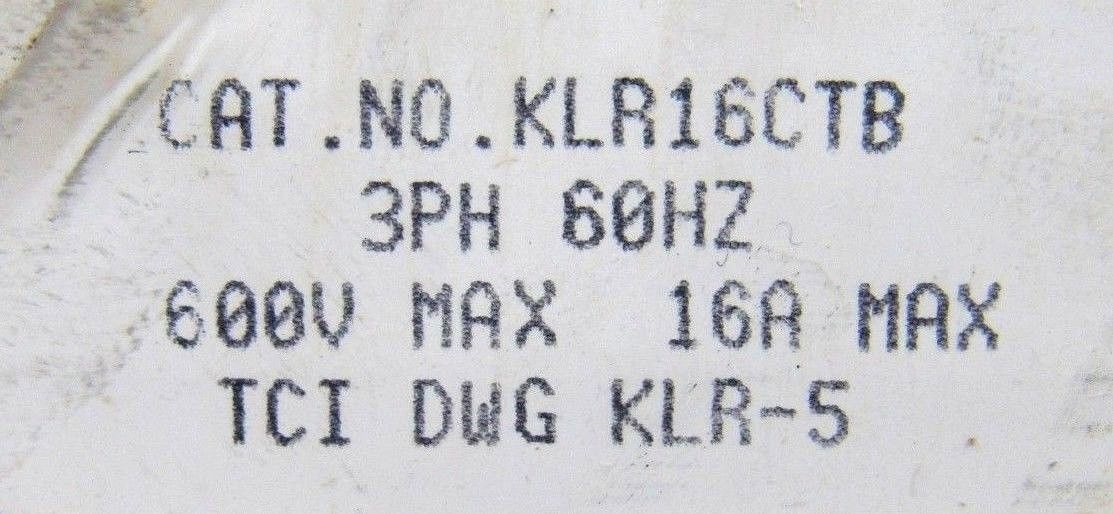 CAT.NO.KLR16CTB
3PH 60HZ
600V MAX 16A MAX
TCI DWG KLR-5